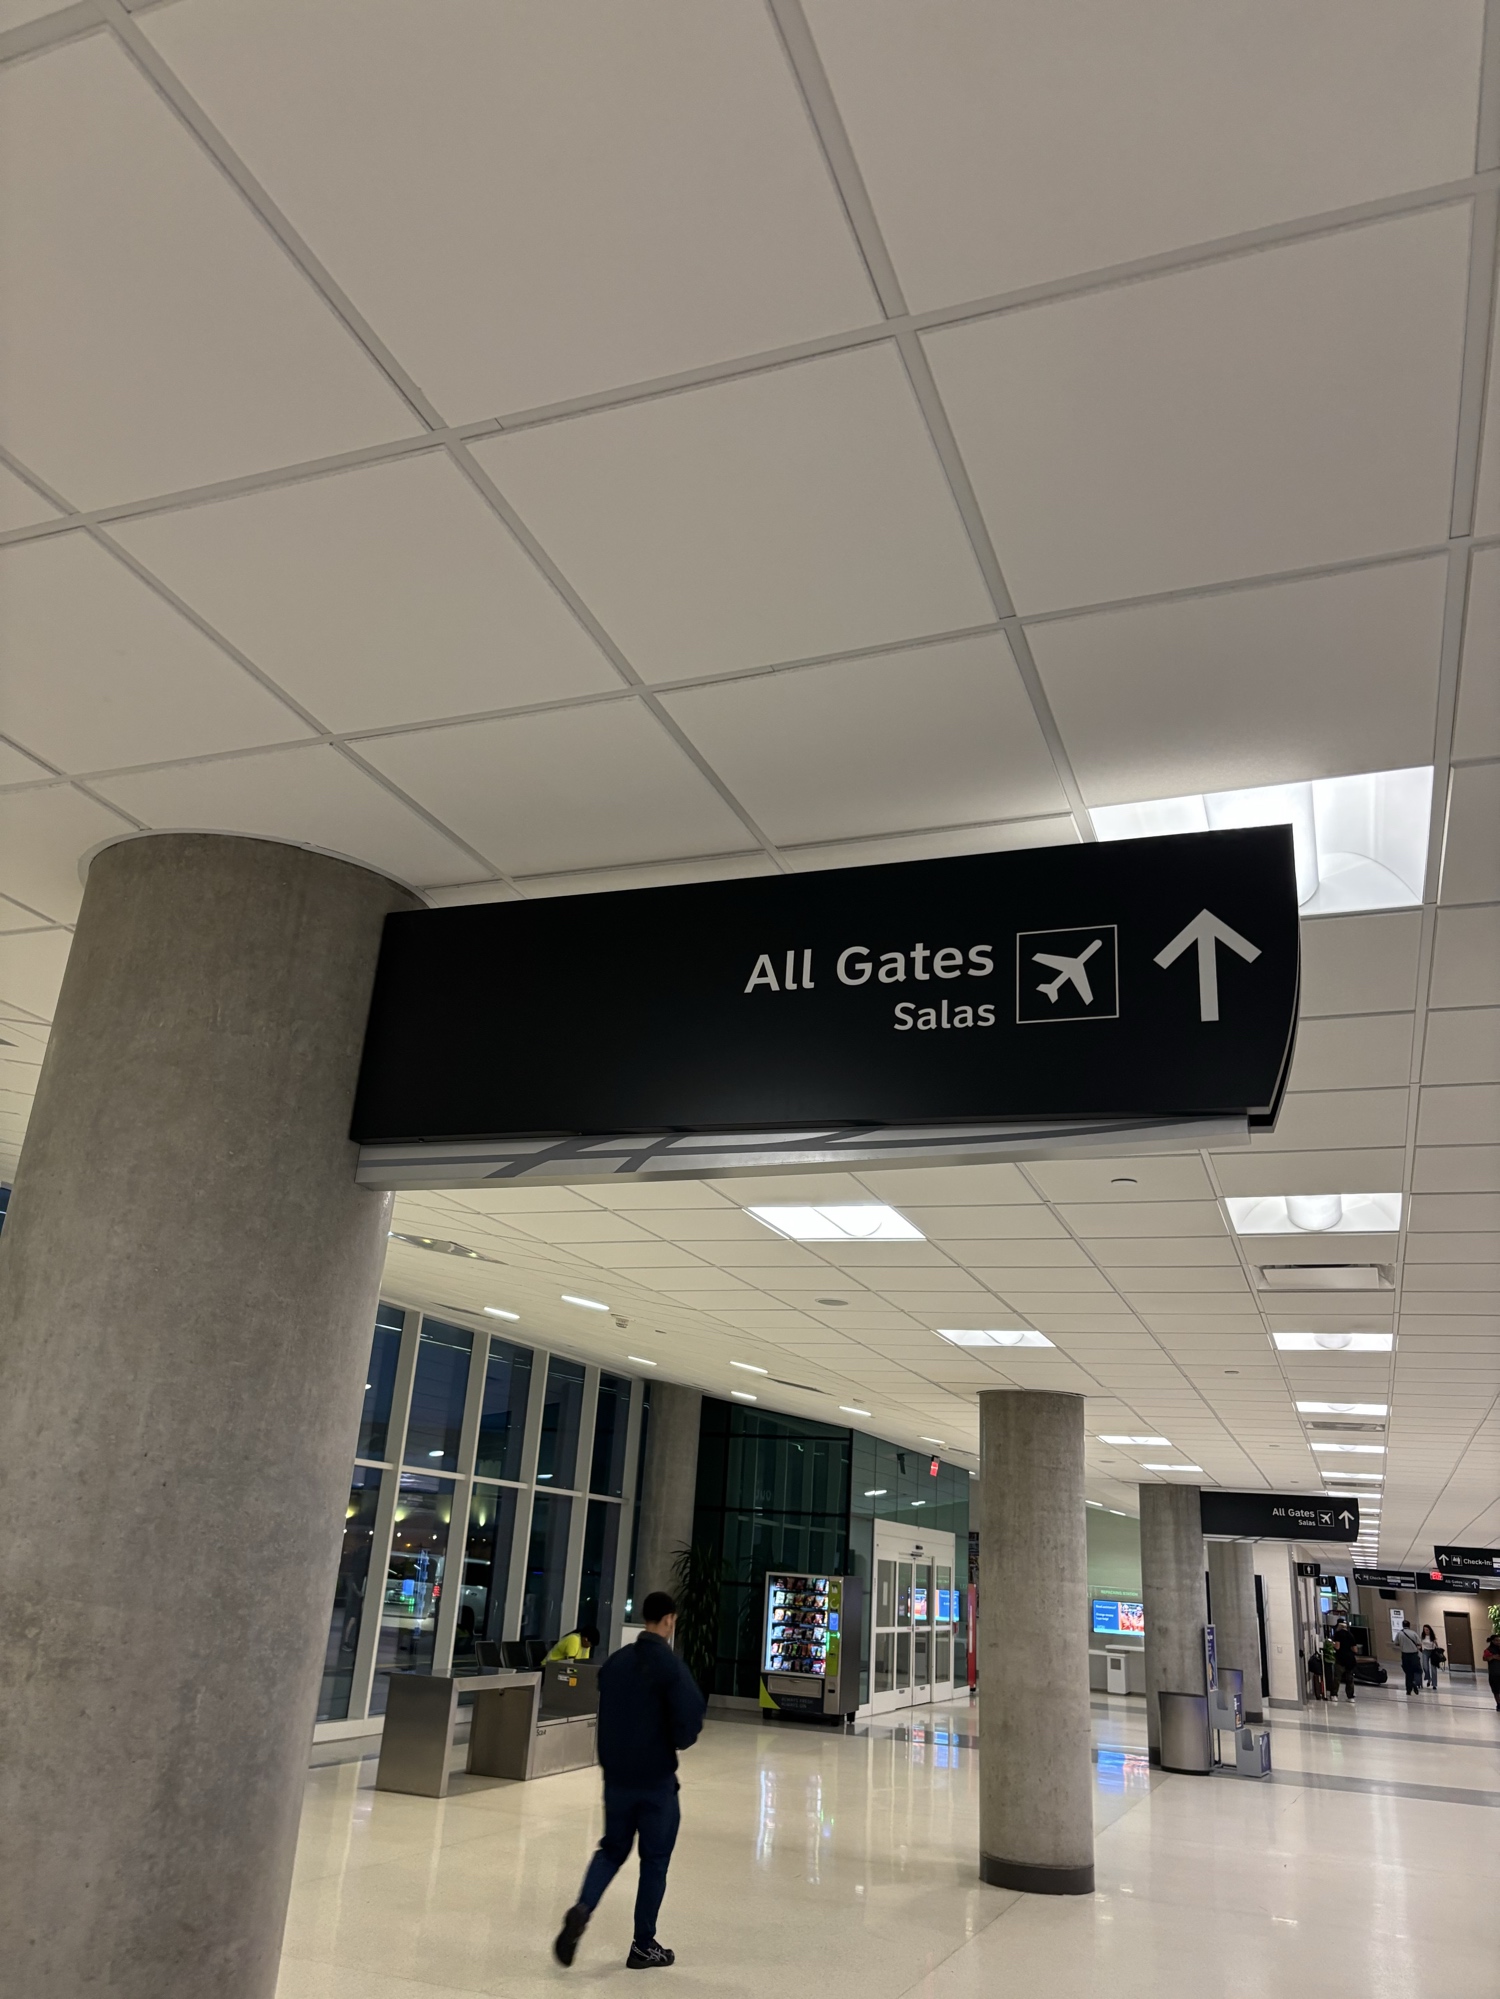 All Gates
Salas
All Gates
Salas
Check-in